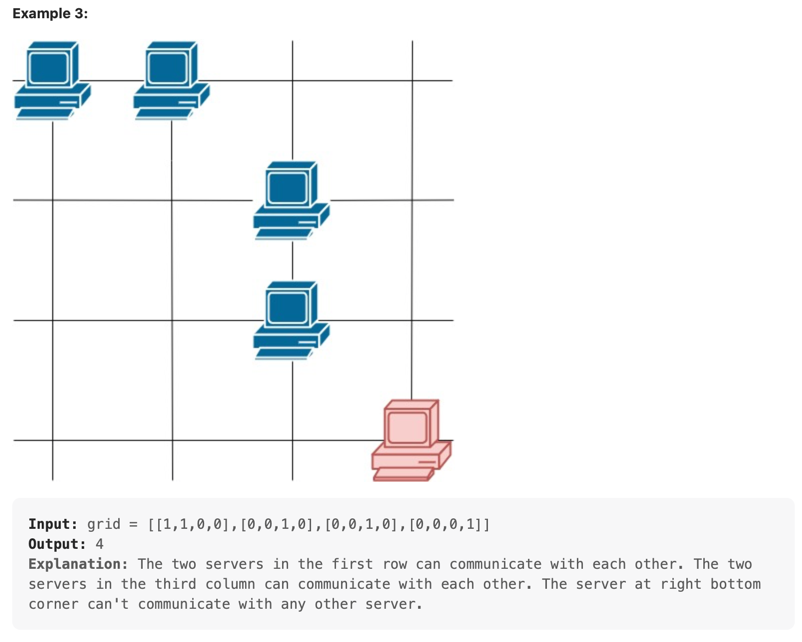 Example 3:
Input: grid = [[1,1,0,0],[0,0,1,0],[0,0,1,0],[0,0,0,1]]
Output: 4
Explanation: The two servers in the first row can communicate with each other. The two
servers in the third column can communicate with each other. The server at right bottom
corner can't communicate with any other server.